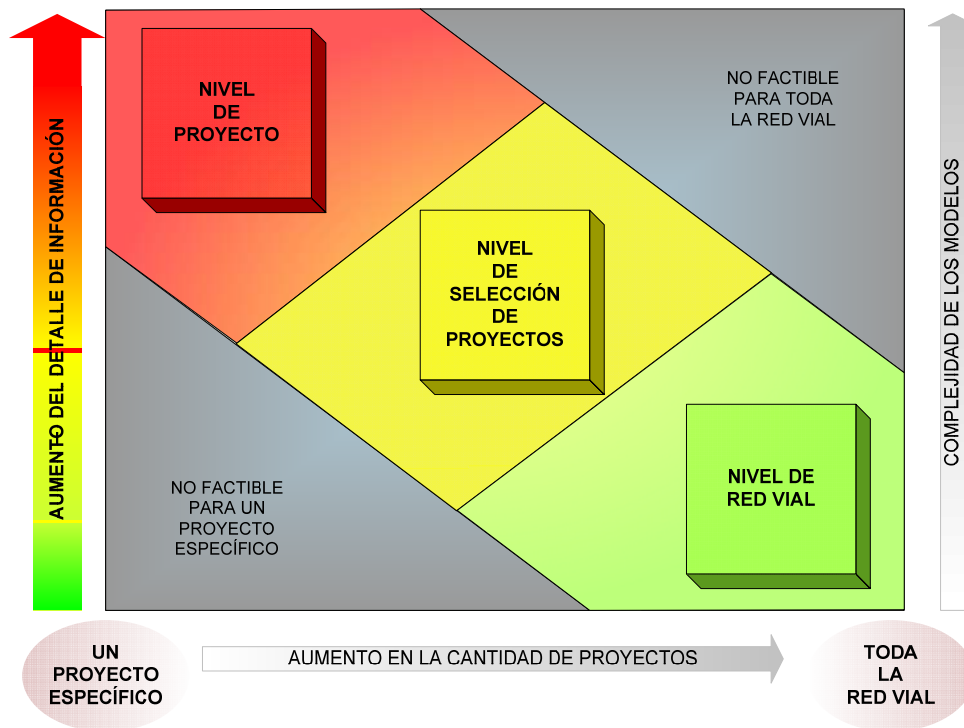 NIVEL
DE
PROYECTO
NO FACTIBLE
PARA TODA
LA RED VIAL
AUMENTO DEL DETALLE DE INFORMACIÓN
NIVEL
DE
SELECCIÓN
DE
PROYECTOS
COMPLEJIDAD DE LOS MODELOS
NO FACTIBLE
PARA UN
PROYECTO
ESPECÍFICO
NIVEL DE
RED VIAL
UN
PROYECTO
ESPECÍFICO
AUMENTO EN LA CANTIDAD DE PROYECTOS
TODA
LA
RED VIAL